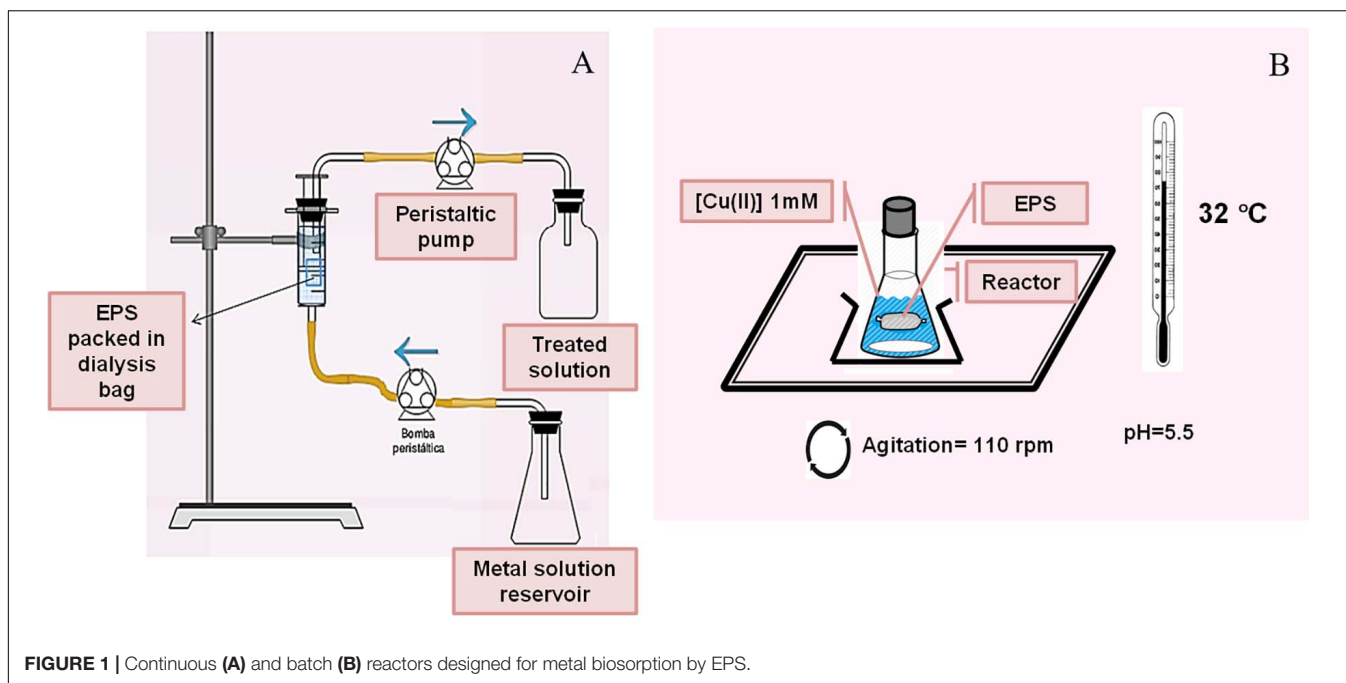 A
Peristaltic
pump
EPS
packed in
dialysis
bag
Treated
solution
Bomba
peristáltica
Metal solution
reservoir
B
[Cu(II)] 1mM
EPS
Reactor
32 °C
Agitation= 110 rpm
pH=5.5
FIGURE 1 | Continuous (A) and batch (B) reactors designed for metal biosorption by EPS.